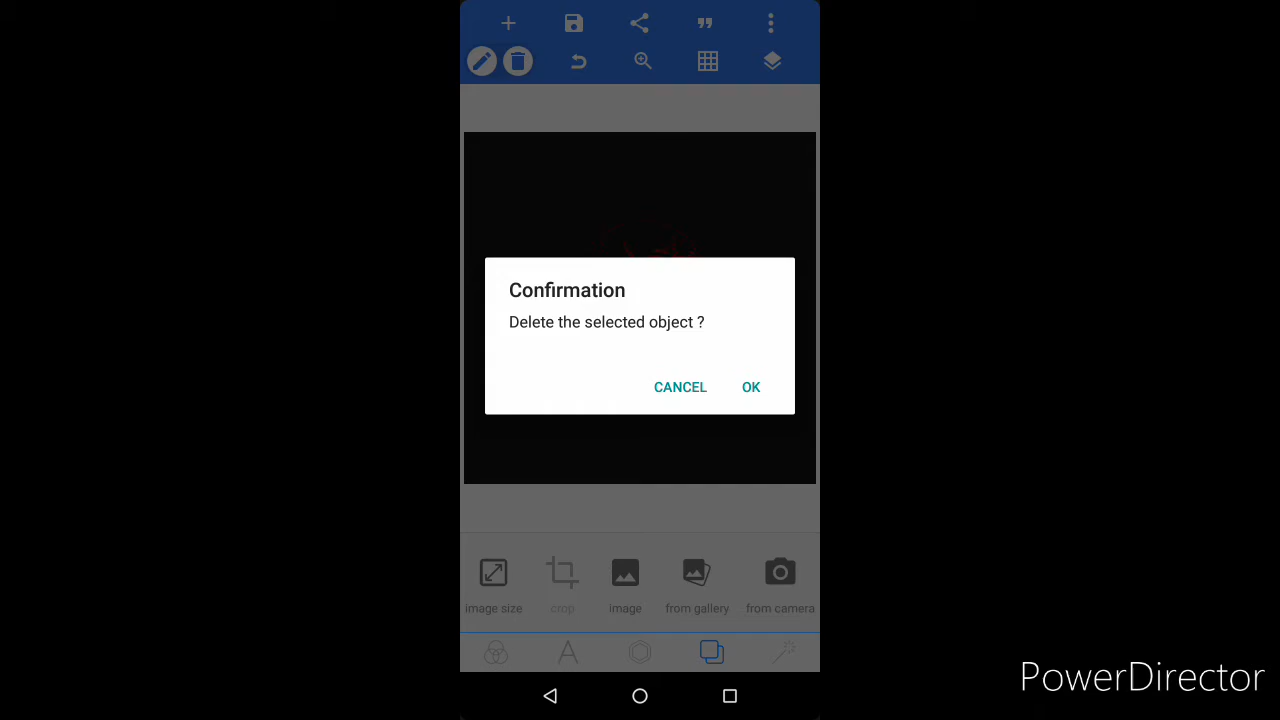 Confirmation
Delete the selected object ?
CANCEL OK
image size crop image from gallery from camera
PowerDirector